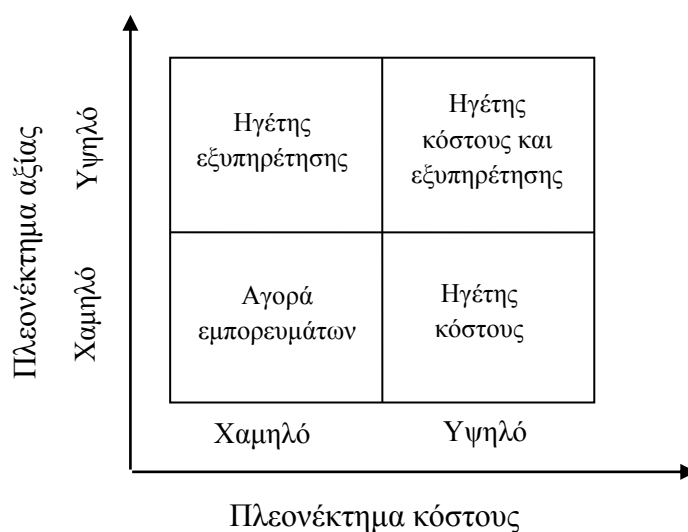 Πλεονέκτημα αξίας
Υψηλό
Χαμηλό
Ηγέτης
εξυπηρέτησης
Ηγέτης
κόστους και
εξυπηρέτησης
Αγορά
εμπορευμάτων
Ηγέτης
κόστους
Χαμηλό
Υψηλό
Πλεονέκτημα κόστους